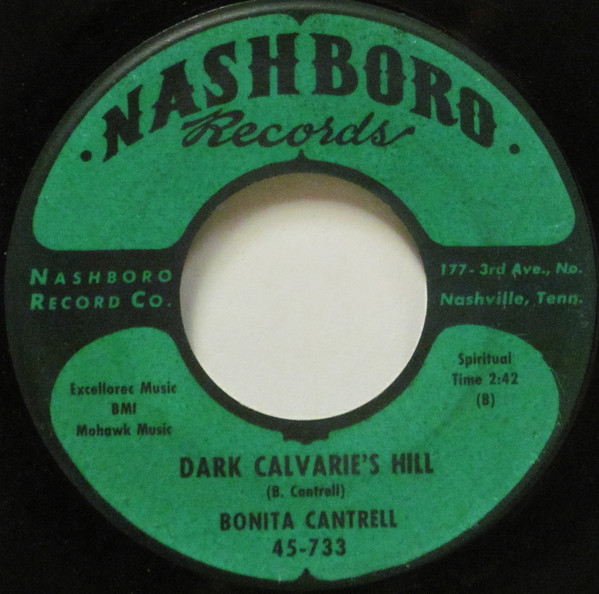 NASHBORO
Records
NASHBORO
RECORD CO.
177-3rd Ave., No.
Nashville, Tenn.
Excellorec Music
BMI
Mohawk Music
Spiritual
Time 2:42
(B)
DARK CALVARIE'S HILL
(B. Cantrell)
BONITA CANTRELL
45-733